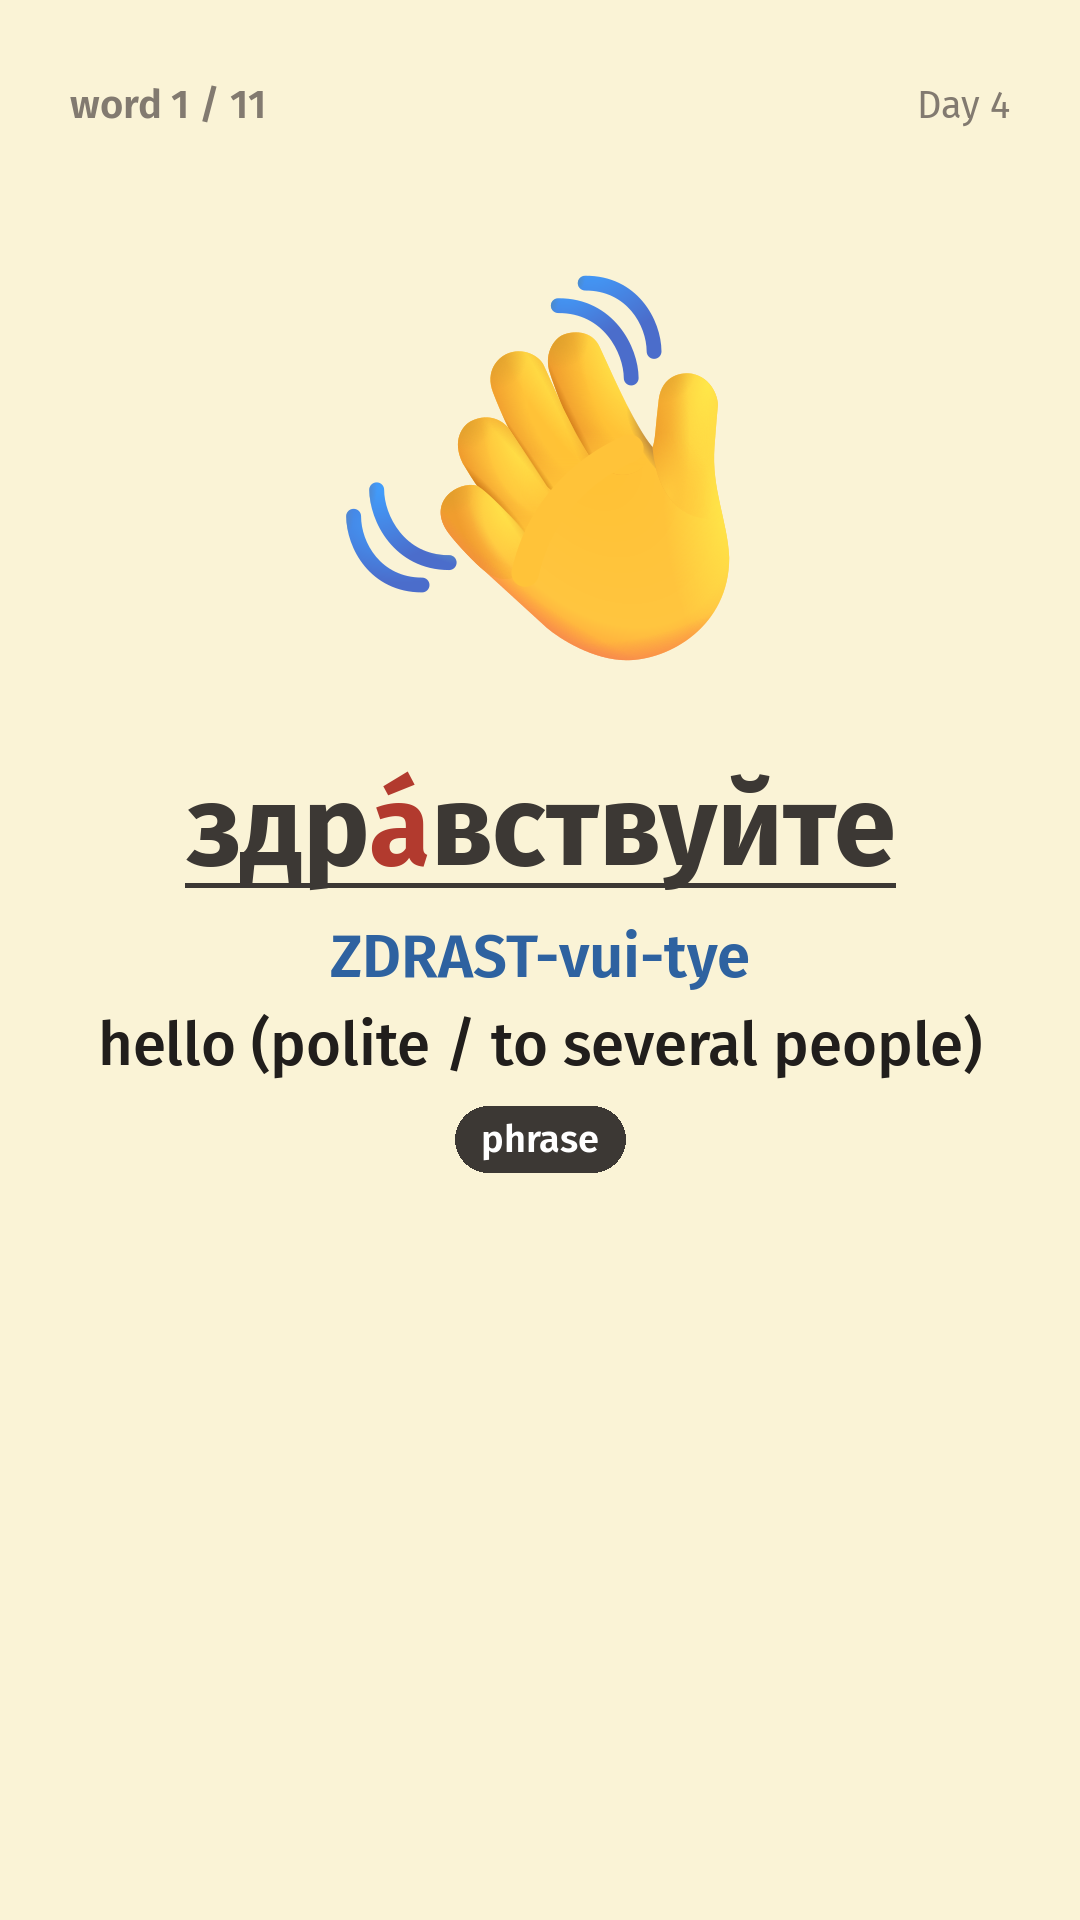 word 1 / 11
Day 4
здра́вствуйте
ZDRAST-vui-tye
hello (polite / to several people)
phrase